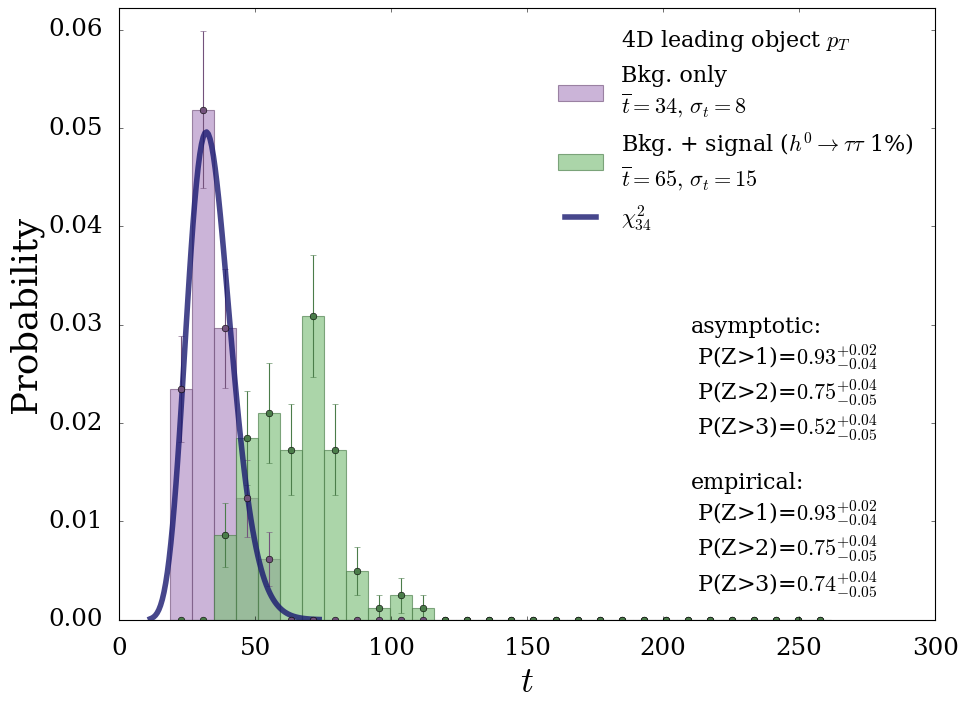 4D leading object p_T
Bkg. only
t̅ = 34, σ_t = 8
Bkg. + signal (h^0 → ττ 1%)
t̅ = 65, σ_t = 15
χ^2_34
asymptotic:
P(Z>1)=0.93^{+0.02}_{−0.04}
P(Z>2)=0.75^{+0.04}_{−0.05}
P(Z>3)=0.52^{+0.04}_{−0.05}
empirical:
P(Z>1)=0.93^{+0.02}_{−0.04}
P(Z>2)=0.75^{+0.04}_{−0.05}
P(Z>3)=0.74^{+0.04}_{−0.05}
Probability
0.06
0.05
0.04
0.03
0.02
0.01
0.00
0 50 100 150 200 250 300
t